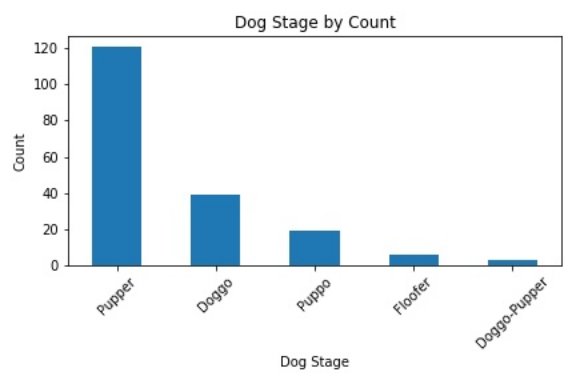 Dog Stage by Count
120
100
80
60
40
20
0
Count
Pupper
Doggo
Puppo
Floofer
Doggo-Pupper
Dog Stage